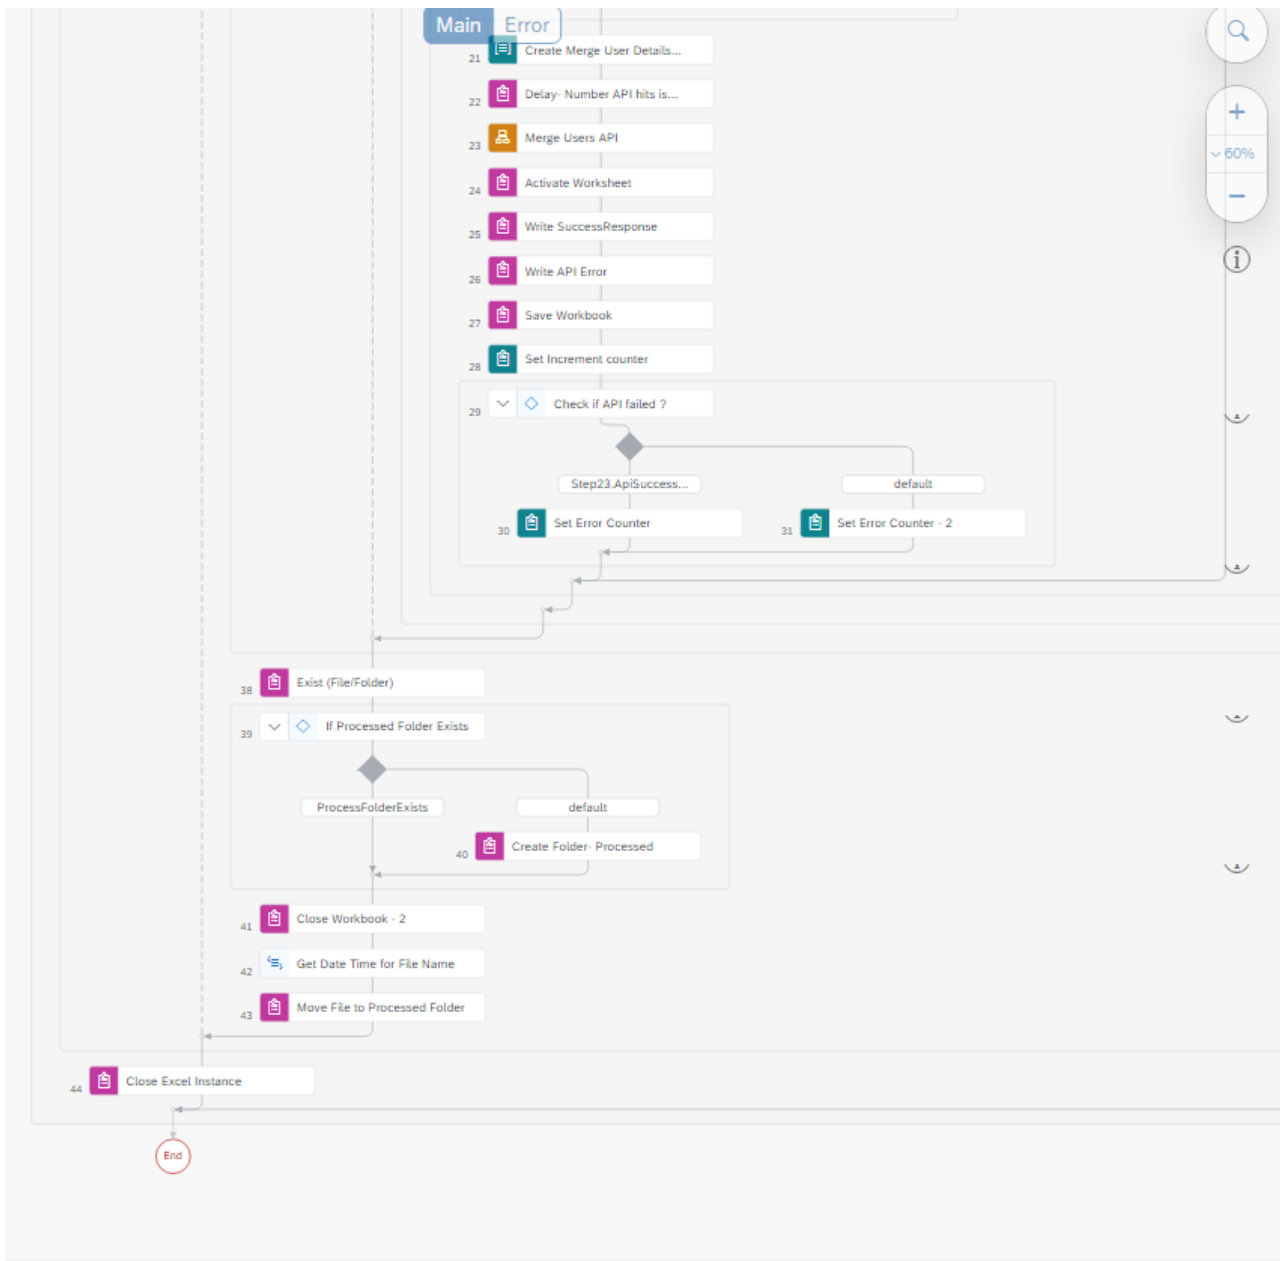 Main Error
21 Create Merge User Details...
22 Delay- Number API hits is...
23 Merge Users API
60%
24 Activate Worksheet
25 Write SuccessResponse
26 Write API Error
27 Save Workbook
28 Set Increment counter
29 Check if API failed ?
Step23.ApiSuccess... default
30 Set Error Counter 31 Set Error Counter - 2
38 Exist (File/Folder)
39 If Processed Folder Exists
ProcessFolderExists default
40 Create Folder- Processed
41 Close Workbook - 2
42 Get Date Time for File Name
43 Move File to Processed Folder
44 Close Excel Instance
End